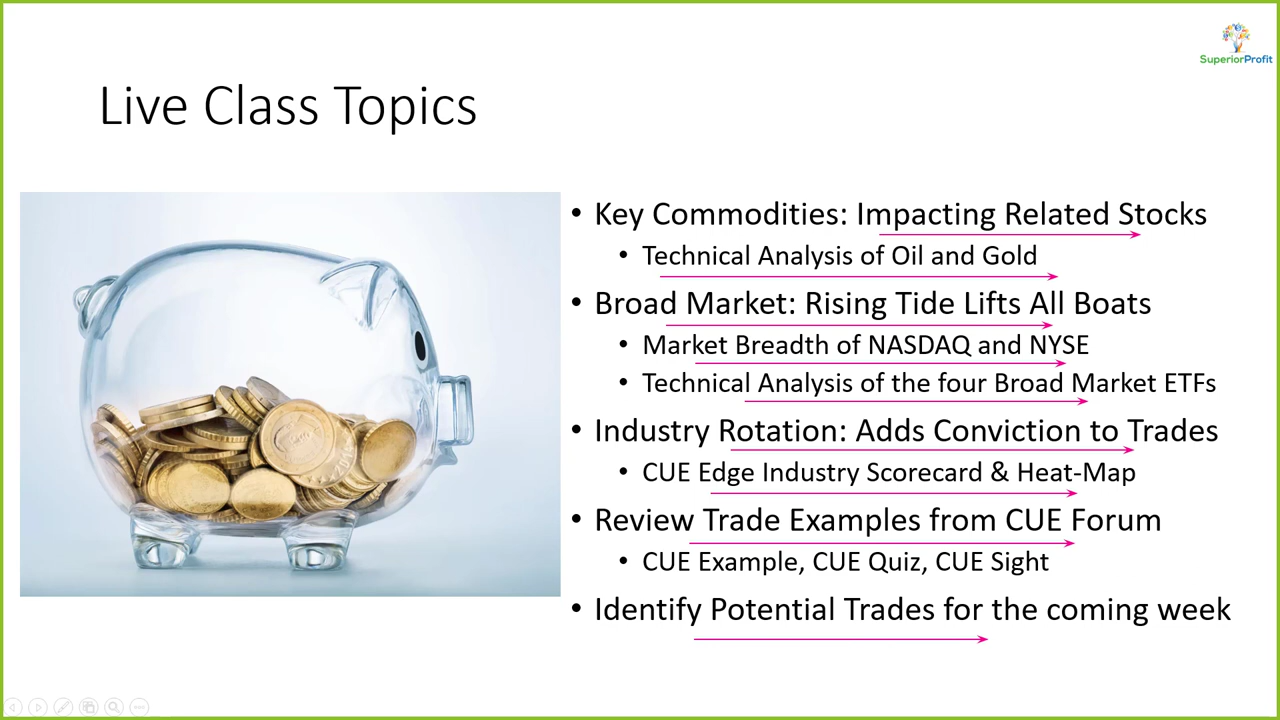 SuperiorProfit
Live Class Topics
• Key Commodities: Impacting Related Stocks
• Technical Analysis of Oil and Gold
• Broad Market: Rising Tide Lifts All Boats
• Market Breadth of NASDAQ and NYSE
• Technical Analysis of the four Broad Market ETFs
• Industry Rotation: Adds Conviction to Trades
• CUE Edge Industry Scorecard & Heat-Map
• Review Trade Examples from CUE Forum
• CUE Example, CUE Quiz, CUE Sight
• Identify Potential Trades for the coming week